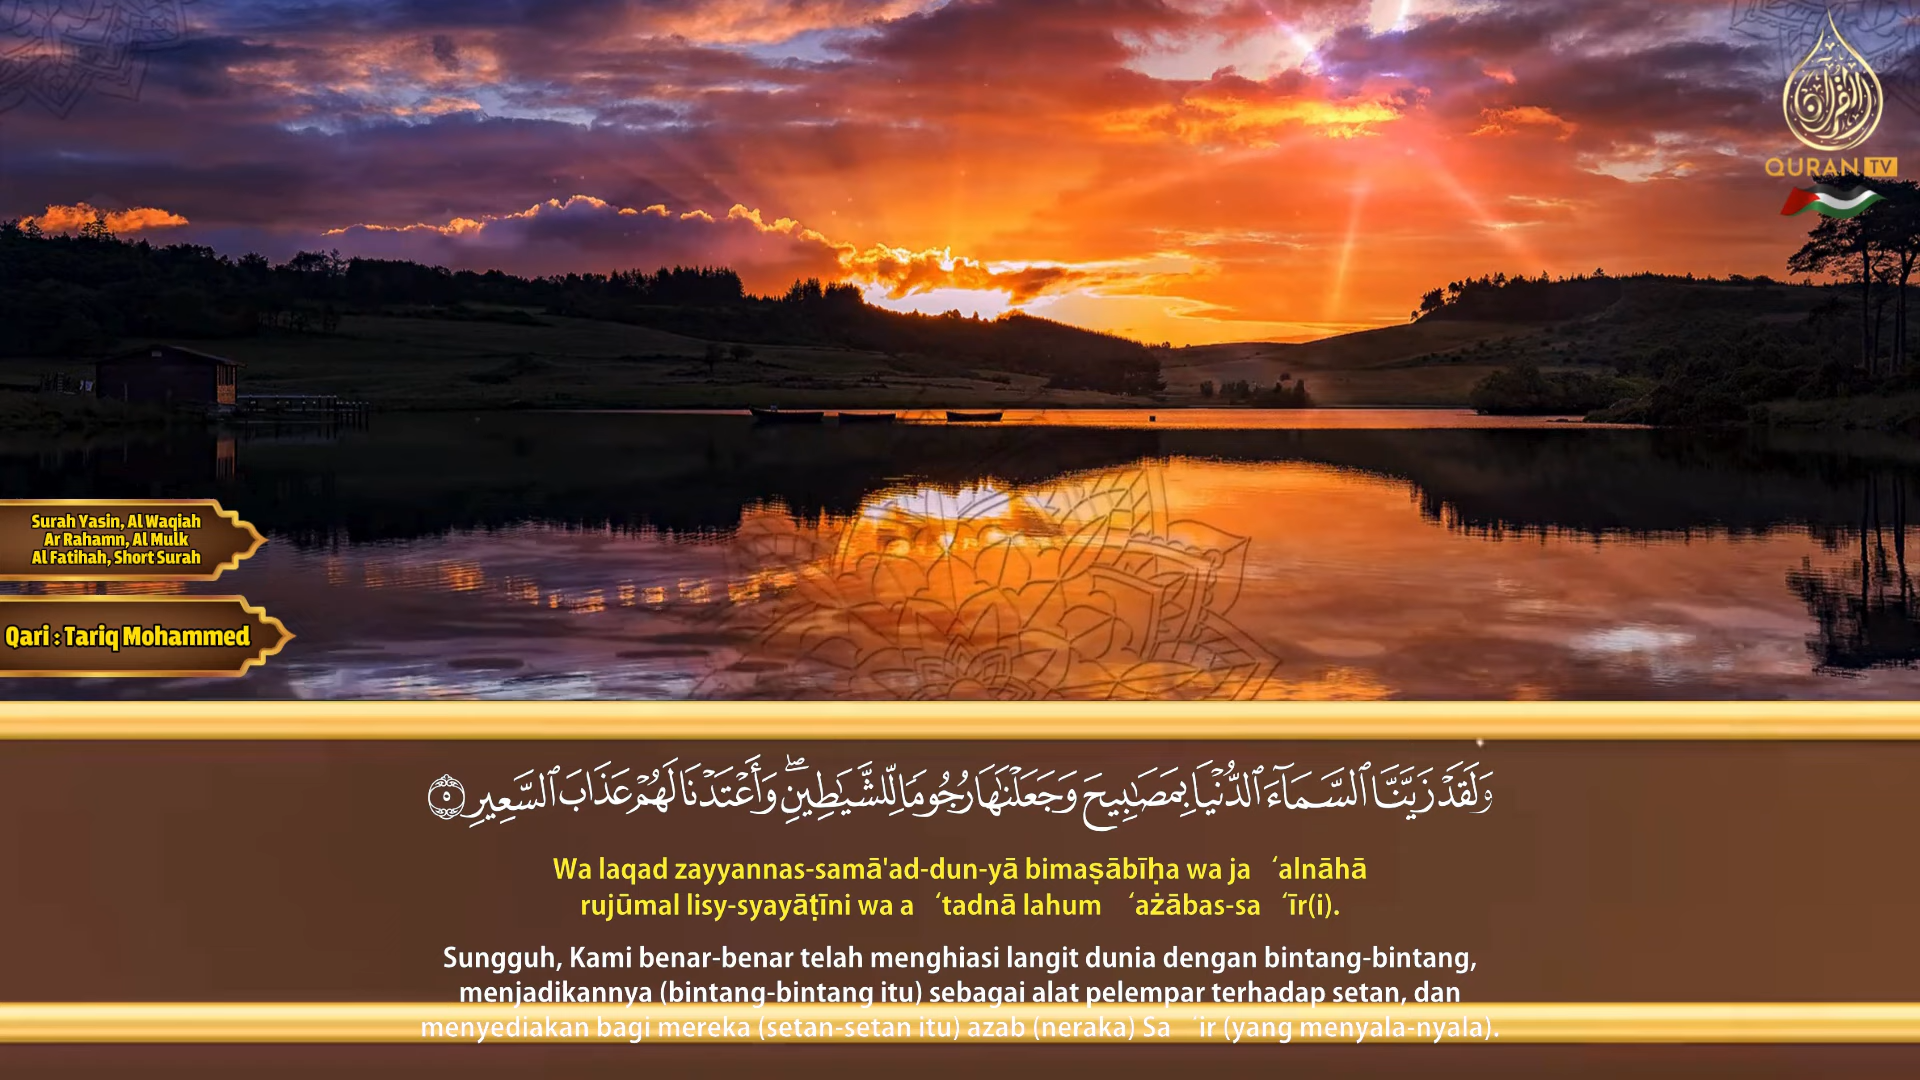 القرآن
QURAN TV
Surah Yasin, Al Waqiah
Ar Rahamn, Al Mulk
Al Fatihah, Short Surah
Qari : Tariq Mohammed
وَلَقَدْ زَيَّنَّا ٱلسَّمَآءَ ٱلدُّنْيَا بِمَصَٰبِيحَ وَجَعَلْنَٰهَا رُجُومًا لِّلشَّيَٰطِينِ ۖ وَأَعْتَدْنَا لَهُمْ عَذَابَ ٱلسَّعِيرِ ٥
Wa laqad zayyannas-samā'ad-dun-yā bimaṣābīḥa wa ja‘alnāhā
rujūmal lisy-syayāṭīni wa a‘tadnā lahum ‘ażābas-sa‘īr(i).
Sungguh, Kami benar-benar telah menghiasi langit dunia dengan bintang-bintang,
menjadikannya (bintang-bintang itu) sebagai alat pelempar terhadap setan, dan
menyediakan bagi mereka (setan-setan itu) azab (neraka) Sa‘ir (yang menyala-nyala).